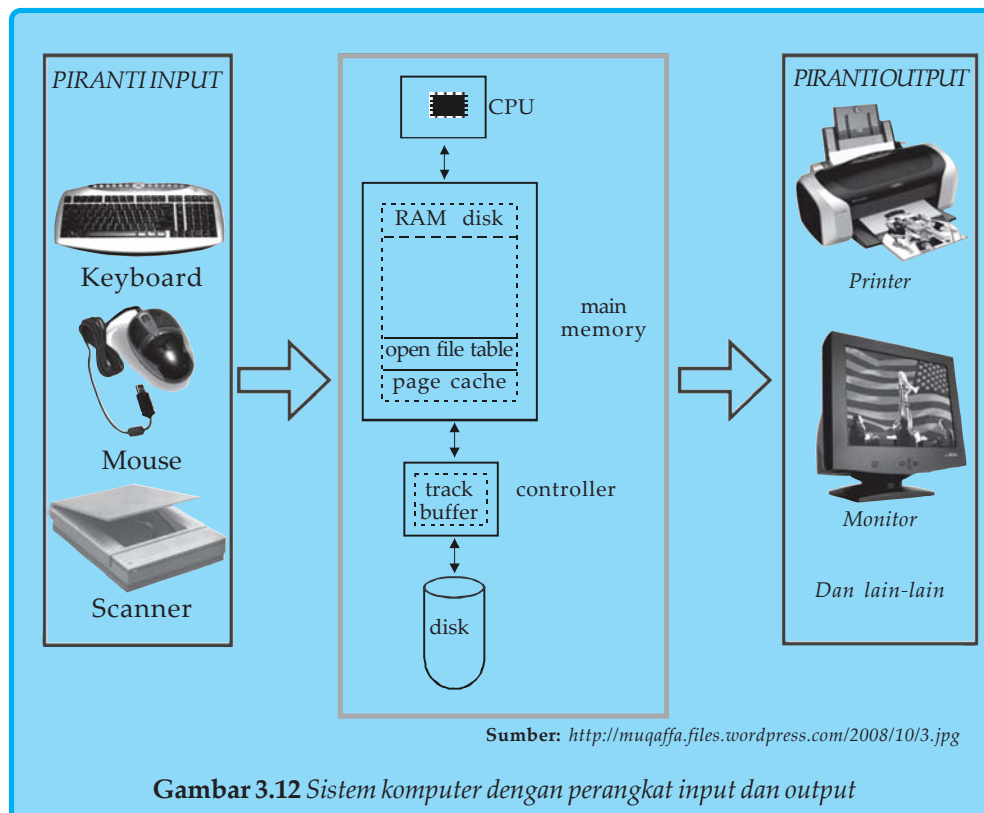 PIRANTI INPUT
Keyboard
Mouse
Scanner
CPU
RAM disk
open file table
page cache
main
memory
track
buffer
controller
disk
PIRANTI OUTPUT
Printer
Monitor
Dan lain-lain
Sumber: http://muqaffa.files.wordpress.com/2008/10/3.jpg
Gambar 3.12 Sistem komputer dengan perangkat input dan output